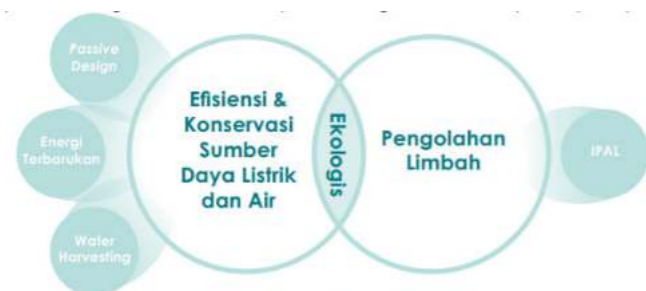 Passive
Design
Energi
Terbarukan
Water
Harvesting
Efisiensi &
Konservasi
Sumber
Daya Listrik
dan Air
Ekologis
Pengolahan
Limbah
IPAL